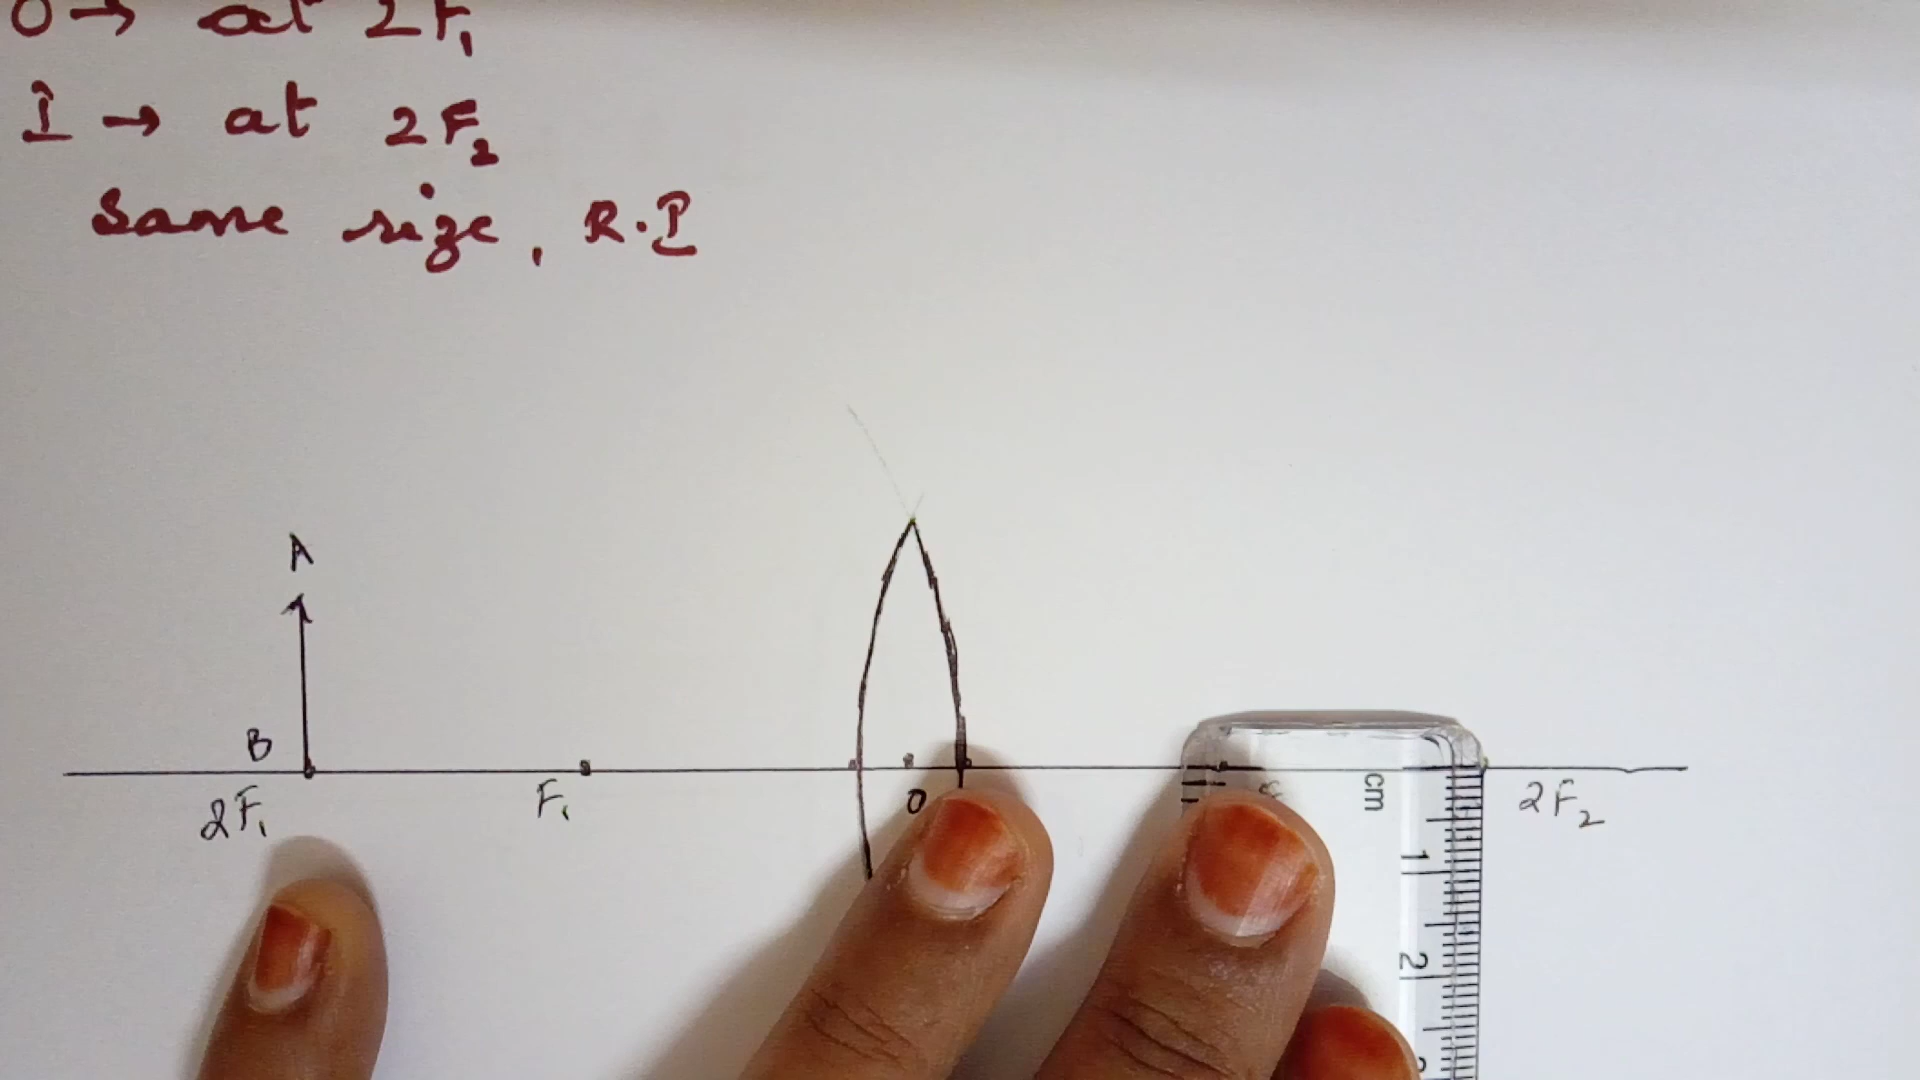 O → at 2F₁
I → at 2F₂
Same size, R.I
A
B
2F₁
F₁
O
2F₂
cm
1
2